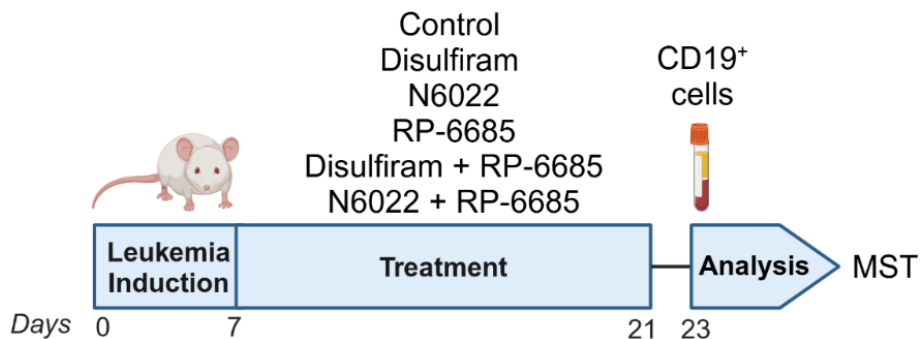 Control
Disulfiram
N6022
RP-6685
Disulfiram + RP-6685
N6022 + RP-6685
CD19⁺
cells
Leukemia
Induction
Treatment
Analysis
MST
Days 0 7 21 23